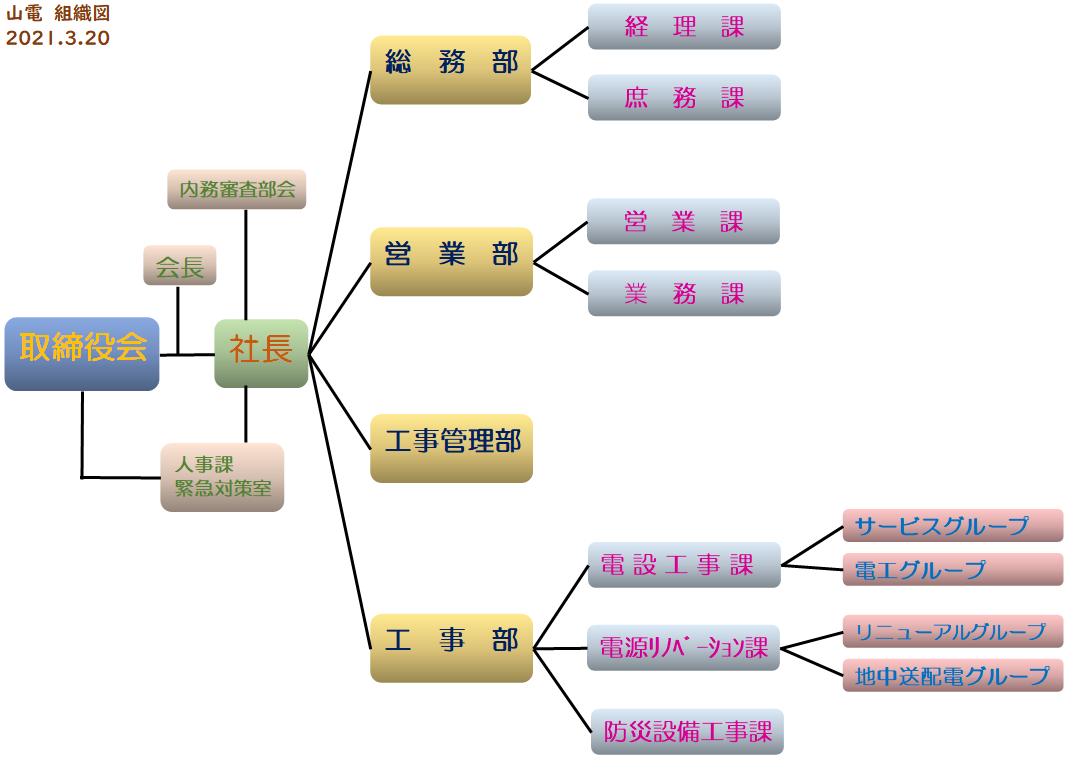 山電 組織図
2021.3.20
総 務 部
経 理 課
庶 務 課
内務審査部会
会長
取締役会
社長
人事課
緊急対策室
営 業 部
営 業 課
業 務 課
工事管理部
工 事 部
電 設 工 事 課
サービスグループ
電工グループ
電源ﾘﾉﾍﾞｰｼｮﾝ課
リニューアルグループ
地中送配電グループ
防災設備工事課